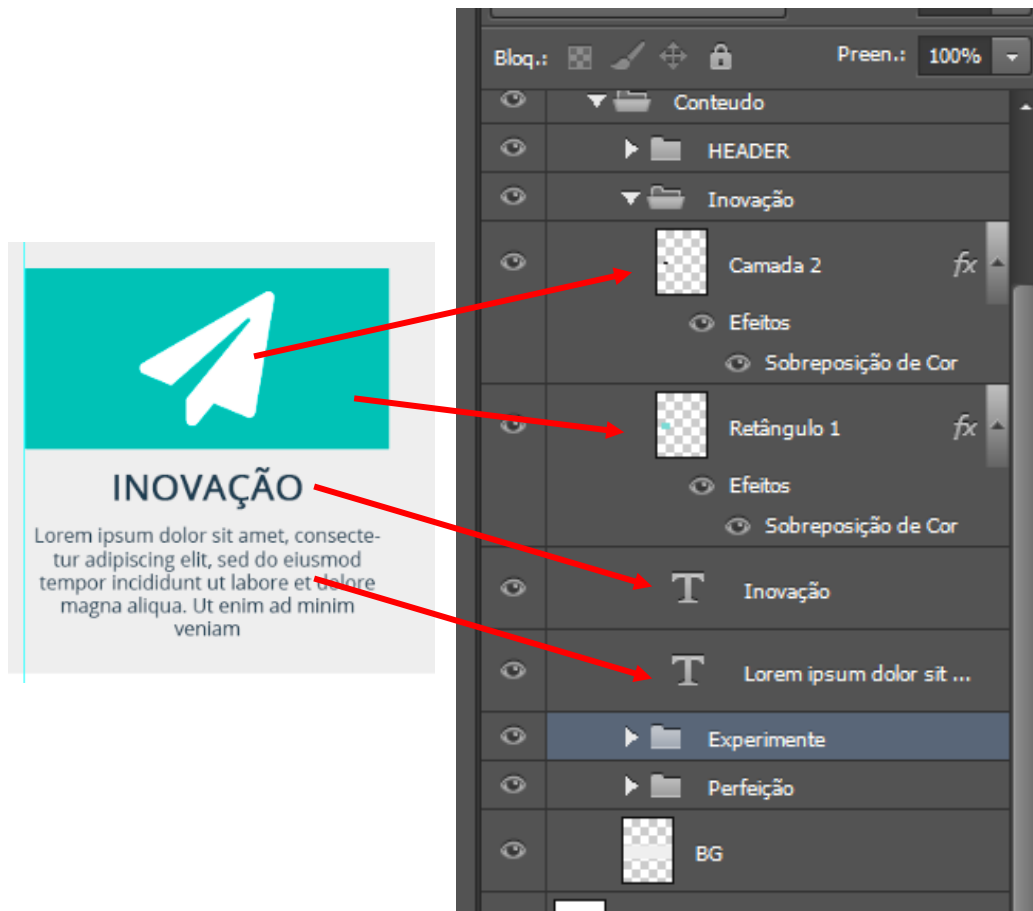 INOVAÇÃO
Lorem ipsum dolor sit amet, consecte-
tur adipiscing elit, sed do eiusmod
tempor incididunt ut labore et dolore
magna aliqua. Ut enim ad minim
veniam
Bloq.: Preen.: 100%
Conteudo
HEADER
Inovação
Camada 2 fx
Efeitos
Sobreposição de Cor
Retângulo 1 fx
Efeitos
Sobreposição de Cor
T Inovação
T Lorem ipsum dolor sit ...
Experimente
Perfeição
BG